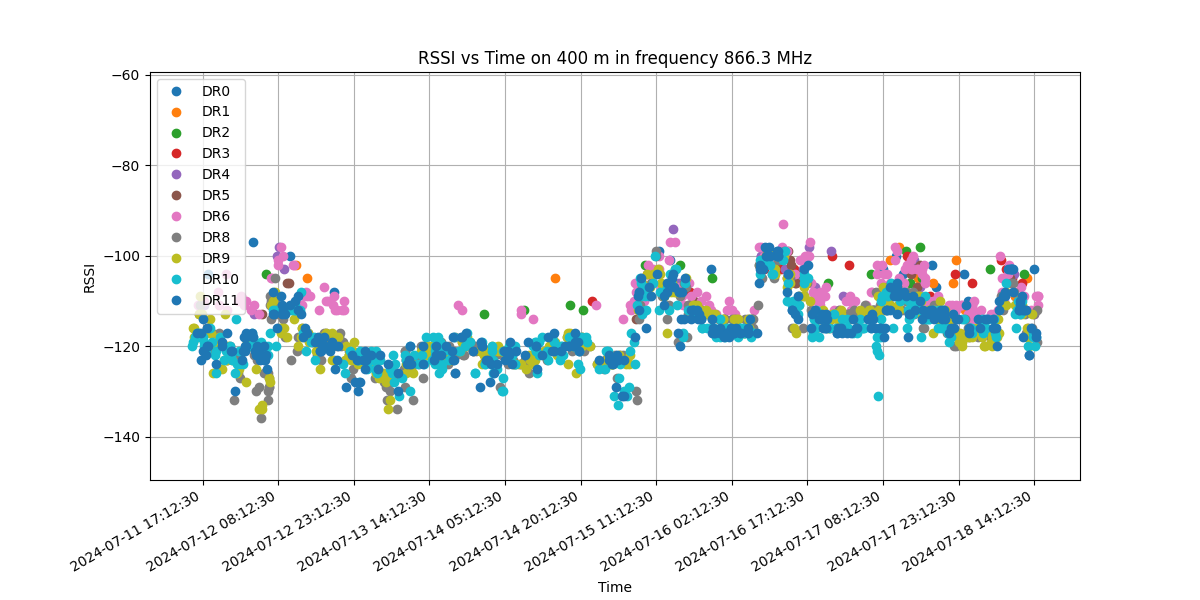 RSSI vs Time on 400 m in frequency 866.3 MHz
−60
−80
−100
−120
−140
RSSI
DR0
DR1
DR2
DR3
DR4
DR5
DR6
DR8
DR9
DR10
DR11
2024-07-11 17:12:30
2024-07-12 08:12:30
2024-07-12 23:12:30
2024-07-13 14:12:30
2024-07-14 05:12:30
2024-07-14 20:12:30
2024-07-15 11:12:30
2024-07-16 02:12:30
2024-07-16 17:12:30
2024-07-17 08:12:30
2024-07-17 23:12:30
2024-07-18 14:12:30
Time